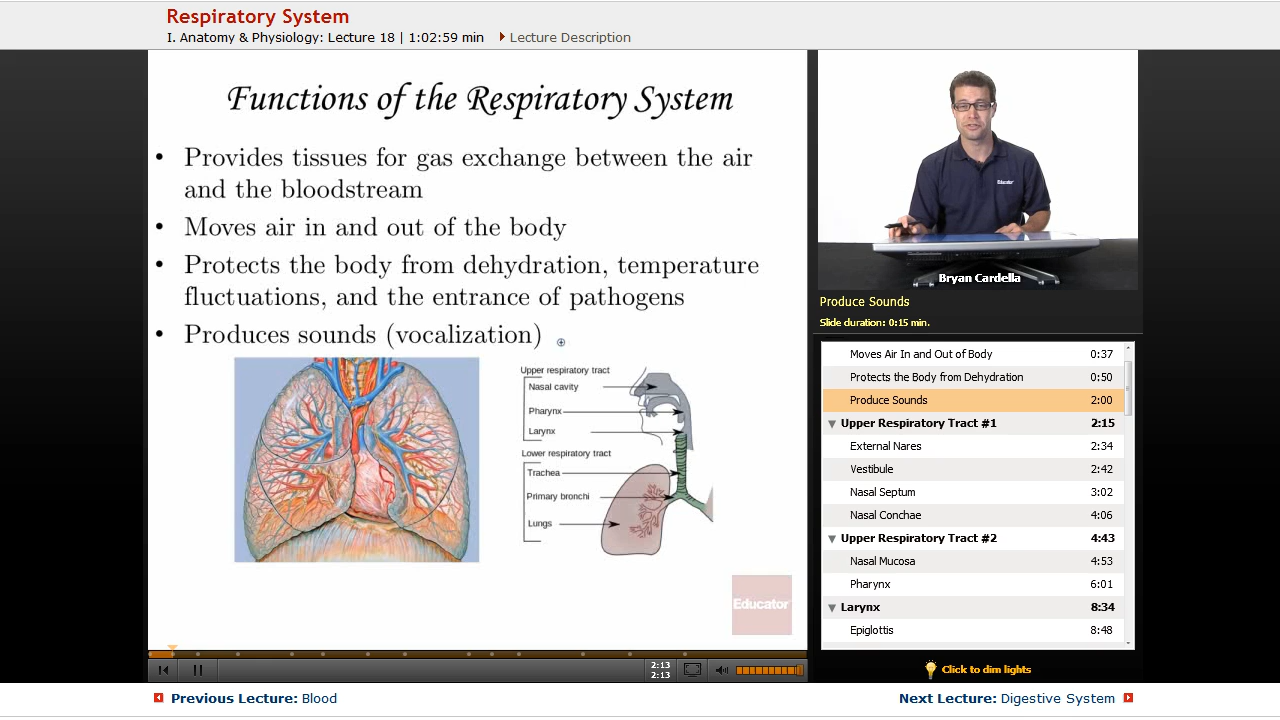 Respiratory System
I. Anatomy & Physiology: Lecture 18 | 1:02:59 min Lecture Description
Functions of the Respiratory System
• Provides tissues for gas exchange between the air
and the bloodstream
• Moves air in and out of the body
• Protects the body from dehydration, temperature
fluctuations, and the entrance of pathogens
• Produces sounds (vocalization)
Upper respiratory tract
Nasal cavity
Pharynx
Larynx
Lower respiratory tract
Trachea
Primary bronchi
Lungs
Educator
2:13
2:13
Educator
Bryan Cardella
Produce Sounds
Slide duration: 0:15 min.
Moves Air In and Out of Body 0:37
Protects the Body from Dehydration 0:50
Produce Sounds 2:00
Upper Respiratory Tract #1 2:15
External Nares 2:34
Vestibule 2:42
Nasal Septum 3:02
Nasal Conchae 4:06
Upper Respiratory Tract #2 4:43
Nasal Mucosa 4:53
Pharynx 6:01
Larynx 8:34
Epiglottis 8:48
Click to dim lights
Previous Lecture: Blood
Next Lecture: Digestive System